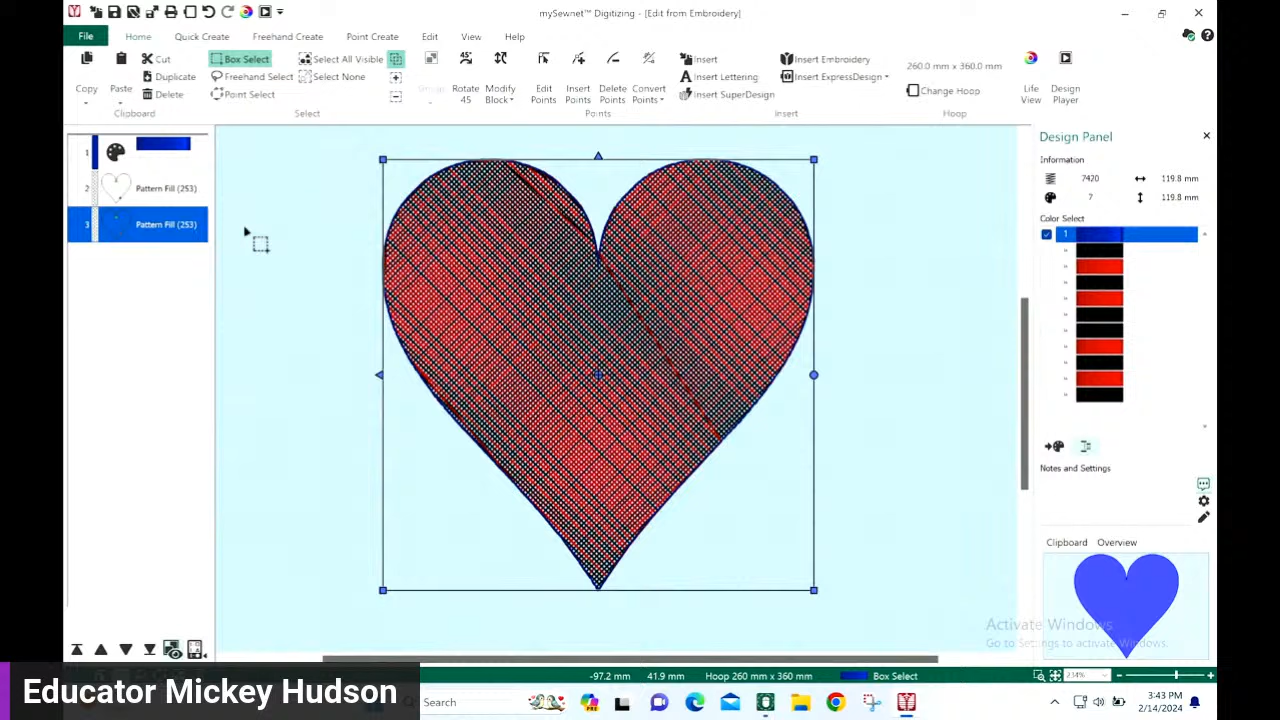 mySewnet™ Digitizing - [Edit from Embroidery]
File Home Quick Create Freehand Create Point Create Edit View Help
Copy
Paste
Cut
Duplicate
Delete
Clipboard
Box Select
Freehand Select
Point Select
Select All Visible
Select None
Select
Group
Rotate
45
Modify
Block
Edit
Points
Insert
Points
Delete
Points
Convert
Points
Points
Insert
Insert Lettering
Insert SuperDesign
Insert Embroidery
Insert ExpressDesign
Insert
260.0 mm x 360.0 mm
Change Hoop
Hoop
Life
View
Design
Player
1
2 Pattern Fill (253)
3 Pattern Fill (253)
Design Panel
Information
7420 119.8 mm
7 119.8 mm
Color Select
1
Notes and Settings
Clipboard Overview
Activate Windows
Go to Settings to activate Windows.
-97.2 mm 41.9 mm Hoop 260 mm x 360 mm Box Select 234%
Educator Mickey Hudson
Search
3:43 PM
2/14/2024